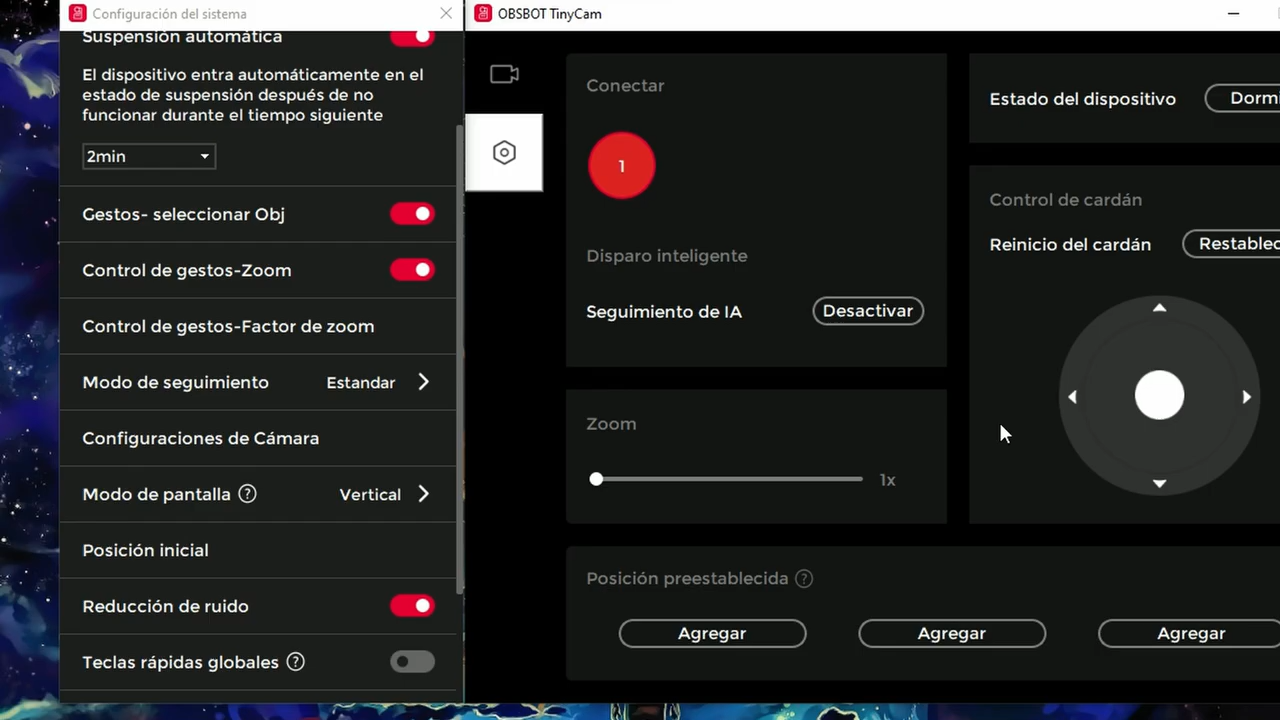 Configuración del sistema
Suspensión automática
El dispositivo entra automáticamente en el
estado de suspensión después de no
funcionar durante el tiempo siguiente
2min
Gestos- seleccionar Obj
Control de gestos-Zoom
Control de gestos-Factor de zoom
Modo de seguimiento Estandar
Configuraciones de Cámara
Modo de pantalla ? Vertical
Posición inicial
Reducción de ruido
Teclas rápidas globales ?
OBSBOT TinyCam
Conectar
1
Disparo inteligente
Seguimiento de IA Desactivar
Zoom
1x
Estado del dispositivo Dormi
Control de cardán
Reinicio del cardán Restablec
Posición preestablecida ?
Agregar Agregar Agregar